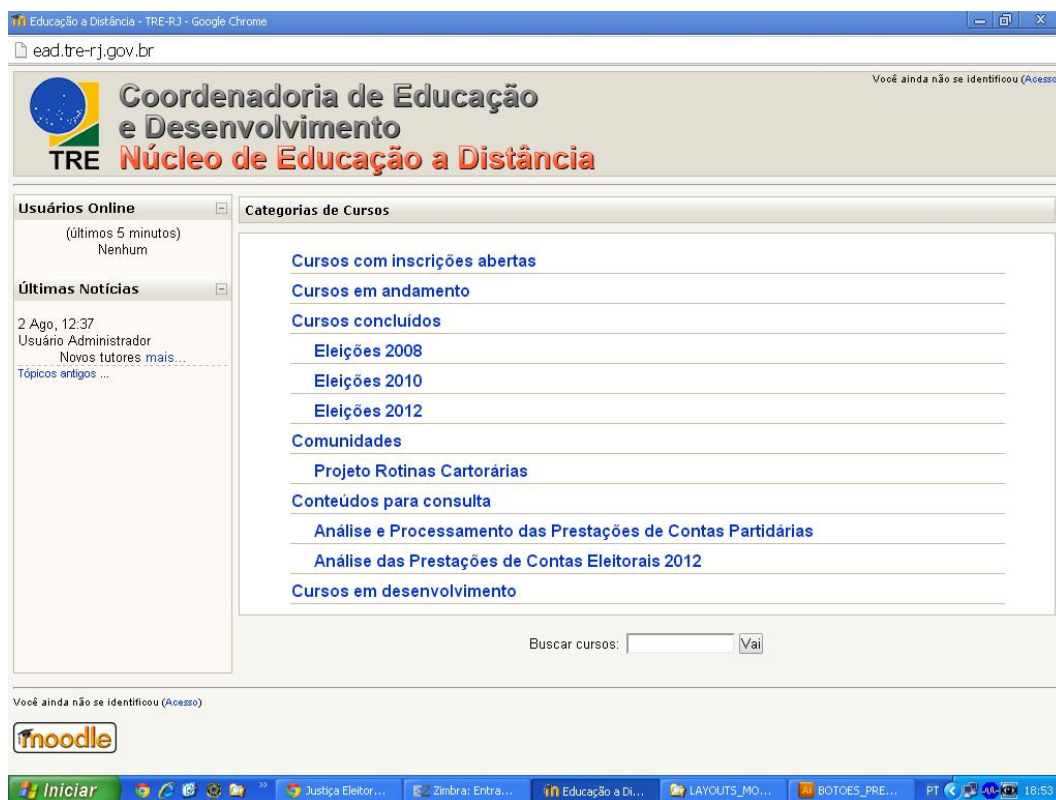 Educação a Distância - TRE-RJ - Google Chrome
ead.tre-rj.gov.br
Você ainda não se identificou (Acesso
TRE
Coordenadoria de Educação
e Desenvolvimento
Núcleo de Educação a Distância
Usuários Online
(últimos 5 minutos)
Nenhum
Últimas Notícias
2 Ago, 12:37
Usuário Administrador
Novos tutores mais...
Tópicos antigos ...
Categorias de Cursos
Cursos com inscrições abertas
Cursos em andamento
Cursos concluídos
Eleições 2008
Eleições 2010
Eleições 2012
Comunidades
Projeto Rotinas Cartorárias
Conteúdos para consulta
Análise e Processamento das Prestações de Contas Partidárias
Análise das Prestações de Contas Eleitorais 2012
Cursos em desenvolvimento
Buscar cursos: Vai
Você ainda não se identificou (Acesso)
moodle
Iniciar » Justiça Eleitor... Zimbra: Entra... Educação a Di... LAYOUTS_MO... Ai BOTOES_PRE... PT 18:53